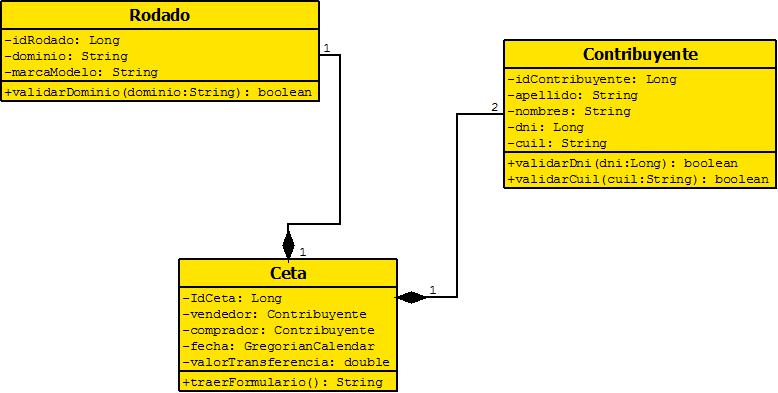 Rodado
-idRodado: Long
-dominio: String
-marcaModelo: String
+validarDominio(dominio:String): boolean
1
Contribuyente
-idContribuyente: Long
-apellido: String
-nombres: String
-dni: Long
-cuil: String
+validarDni(dni:Long): boolean
+validarCuil(cuil:String): boolean
2
1
Ceta
-IdCeta: Long
-vendedor: Contribuyente
-comprador: Contribuyente
-fecha: GregorianCalendar
-valorTransferencia: double
+traerFormulario(): String
1